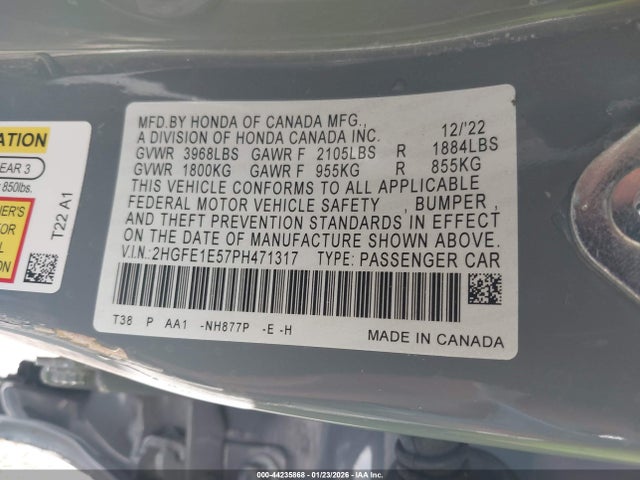 MFD.BY HONDA OF CANADA MFG.,
A DIVISION OF HONDA CANADA INC. 12/'22
GVWR 3968LBS GAWR F 2105LBS R 1884LBS
GVWR 1800KG GAWR F 955KG R 855KG
THIS VEHICLE CONFORMS TO ALL APPLICABLE
FEDERAL MOTOR VEHICLE SAFETY , BUMPER ,
AND THEFT PREVENTION STANDARDS IN EFFECT
ON THE DATE OF MANUFACTURE SHOWN ABOVE.
V.I.N.: 2HGFE1E57PH471317 TYPE: PASSENGER CAR
T38 P AA1 -NH877P -E -H
MADE IN CANADA
EAR 3
850lbs.
T22 A1
000-44235868 - 01/23/2026 - IAAI.COM